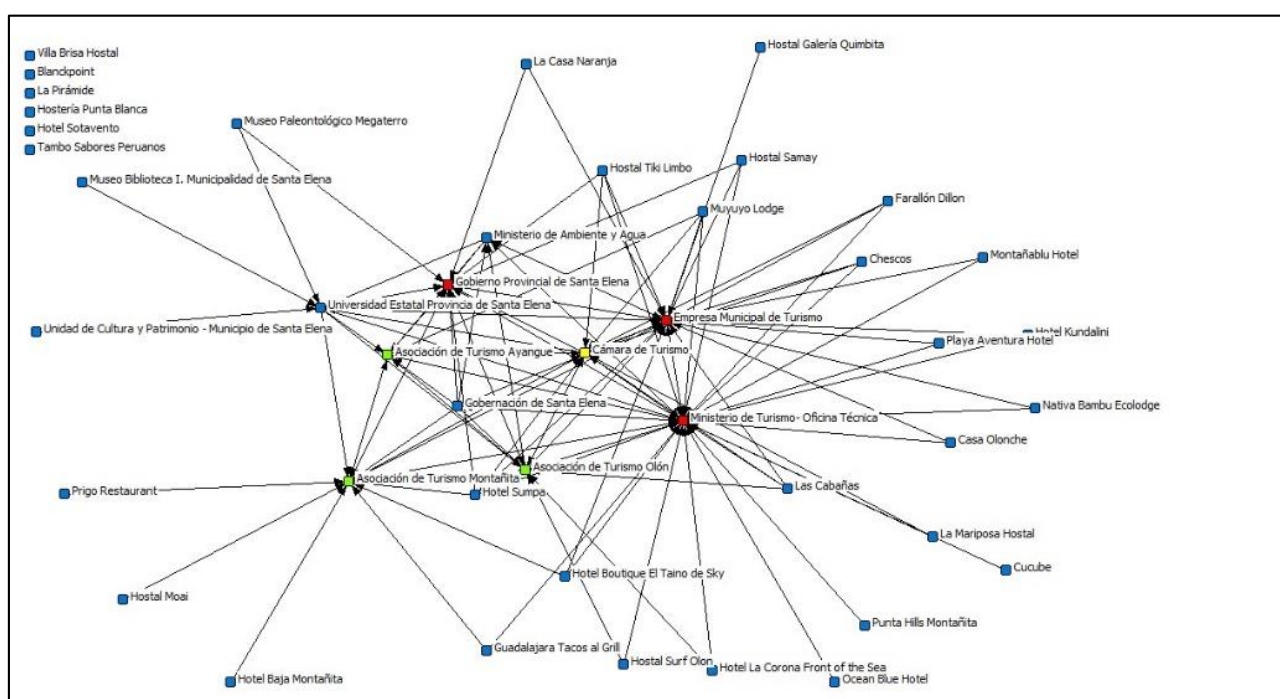 Villa Brisa Hostal
Blanckpoint
La Pirámide
Hostería Punta Blanca
Hotel Sotavento
Tambo Sabores Peruanos
Hostal Galería Quimbita
La Casa Naranja
Museo Paleontológico Megaterro
Hostal Samay
Hostal Tiki Limbo
Museo Biblioteca I. Municipalidad de Santa Elena
Farallón Dillon
Muyuyo Lodge
Ministerio de Ambiente y Agua
Montañablu Hotel
Chescos
Gobierno Provincial de Santa Elena
Universidad Estatal Provincia de Santa Elena
Empresa Municipal de Turismo
Unidad de Cultura y Patrimonio - Municipio de Santa Elena
Hotel Kundalini
Playa Aventura Hotel
Asociación de Turismo Ayangue
Cámara de Turismo
Gobernación de Santa Elena
Nativa Bambu Ecolodge
Ministerio de Turismo- Oficina Técnica
Casa Olonche
Asociación de Turismo Olón
Asociación de Turismo Montañita
Las Cabañas
Prigo Restaurant
Hotel Sumpa
La Mariposa Hostal
Cucube
Hotel Boutique El Taino de Sky
Hostal Moai
Punta Hills Montañita
Guadalajara Tacos al Grill
Hostal Surf Olon
Hotel La Corona Front of the Sea
Hotel Baja Montañita
Ocean Blue Hotel